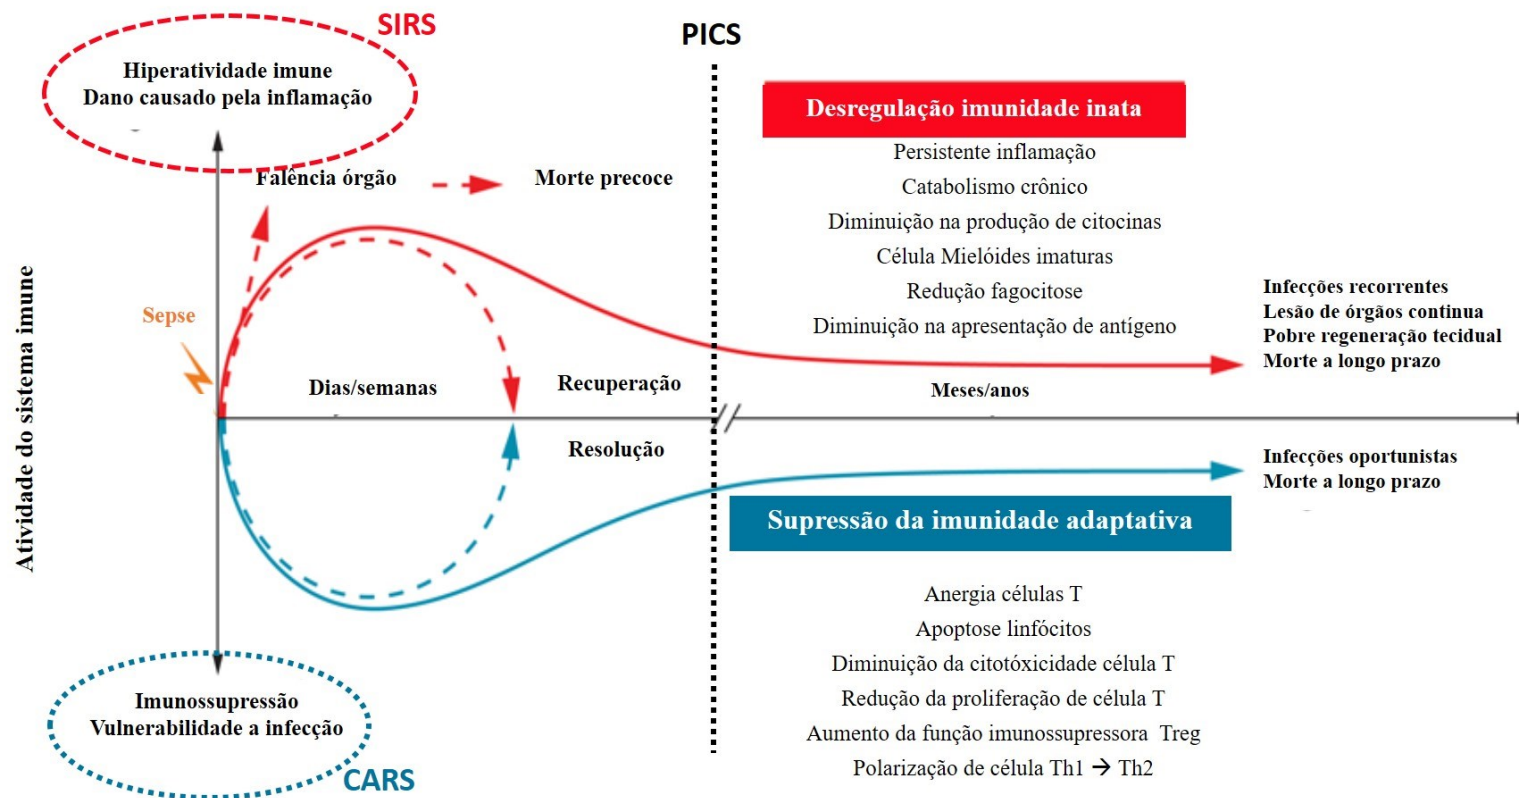 SIRS
PICS
Hiperatividade imune
Dano causado pela inflamação
Falência órgão
Morte precoce
Desregulação imunidade inata
Persistente inflamação
Catabolismo crônico
Diminuição na produção de citocinas
Célula Mielóides imaturas
Redução fagocitose
Diminuição na apresentação de antígeno
Atividade do sistema imune
Sepse
Dias/semanas
Recuperação
Resolução
Meses/anos
Infecções recorrentes
Lesão de órgãos continua
Pobre regeneração tecidual
Morte a longo prazo
Infecções oportunistas
Morte a longo prazo
Supressão da imunidade adaptativa
Anergia células T
Apoptose linfócitos
Diminuição da citotóxicidade célula T
Redução da proliferação de célula T
Aumento da função imunossupressora Treg
Polarização de célula Th1 → Th2
Imunossupressão
Vulnerabilidade a infecção
CARS